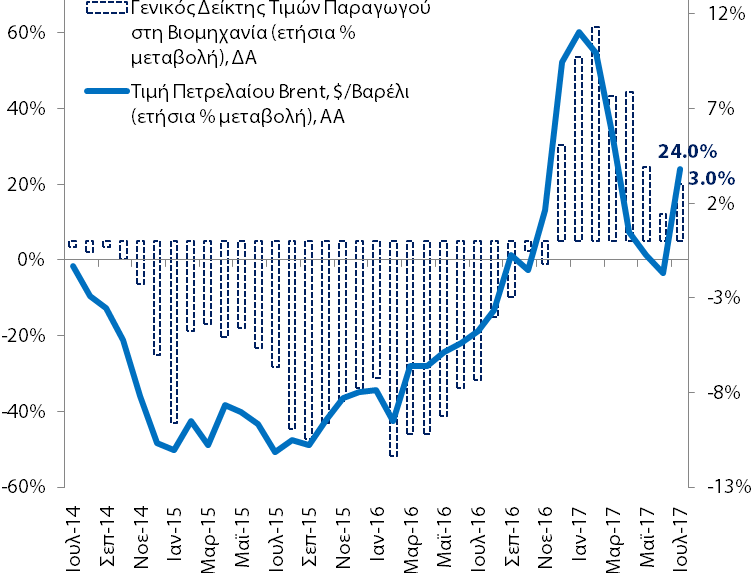 Γενικός Δείκτης Τιμών Παραγωγού
στη Βιομηχανία (ετήσια %
μεταβολή), ΔΑ
Τιμή Πετρελαίου Brent, $/Βαρέλι
(ετήσια % μεταβολή), ΑΑ
60%
40%
20%
0%
-20%
-40%
-60%
12%
7%
2%
-3%
-8%
-13%
24.0%
3.0%
Ιουλ-14
Σεπ-14
Νοε-14
Ιαν-15
Μαρ-15
Μαϊ-15
Ιουλ-15
Σεπ-15
Νοε-15
Ιαν-16
Μαρ-16
Μαϊ-16
Ιουλ-16
Σεπ-16
Νοε-16
Ιαν-17
Μαρ-17
Μαϊ-17
Ιουλ-17